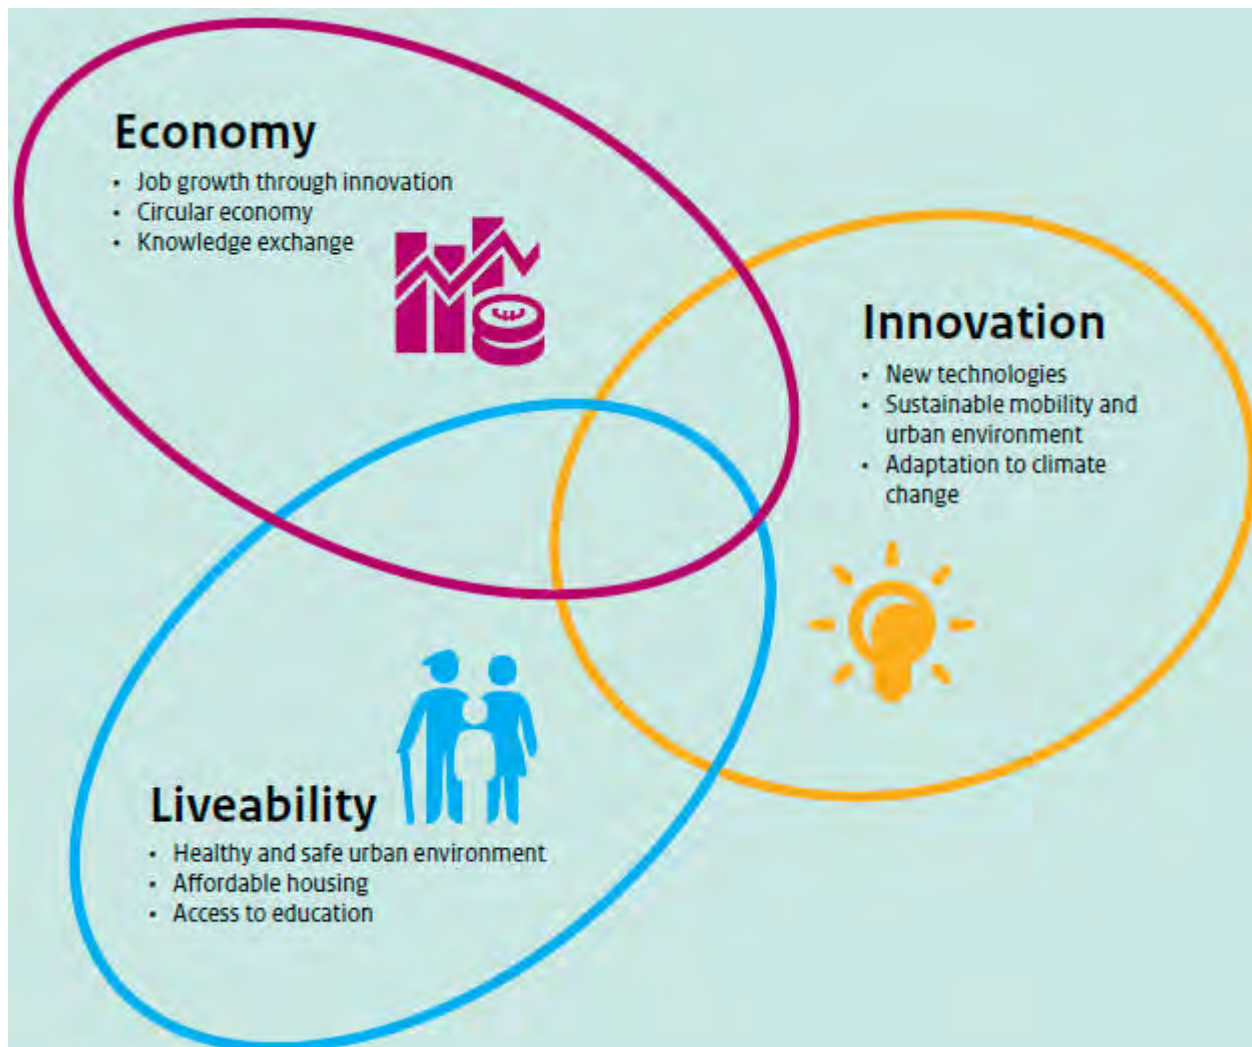 Economy
• Job growth through innovation
• Circular economy
• Knowledge exchange
Innovation
• New technologies
• Sustainable mobility and
urban environment
• Adaptation to climate
change
Liveability
• Healthy and safe urban environment
• Affordable housing
• Access to education